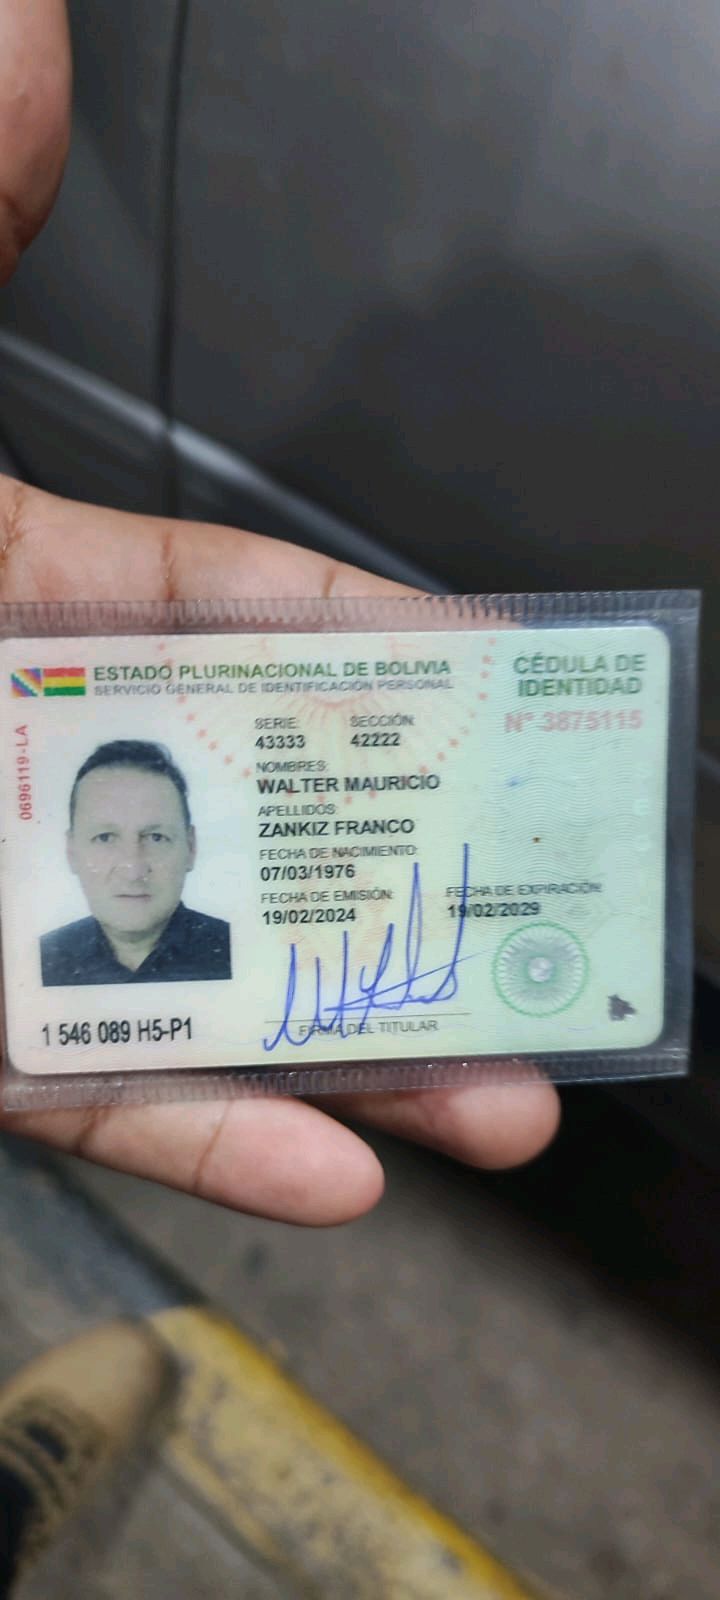 ESTADO PLURINACIONAL DE BOLIVIA
SERVICIO GENERAL DE IDENTIFICACIÓN PERSONAL
CÉDULA DE
IDENTIDAD
N° 3875115
0696119-LA
SERIE: SECCIÓN:
43333 42222
NOMBRES:
WALTER MAURICIO
APELLIDOS:
ZANKIZ FRANCO
FECHA DE NACIMIENTO:
07/03/1976
FECHA DE EMISIÓN: FECHA DE EXPIRACIÓN:
19/02/2024 19/02/2029
FIRMA DEL TITULAR
1 546 089 H5-P1